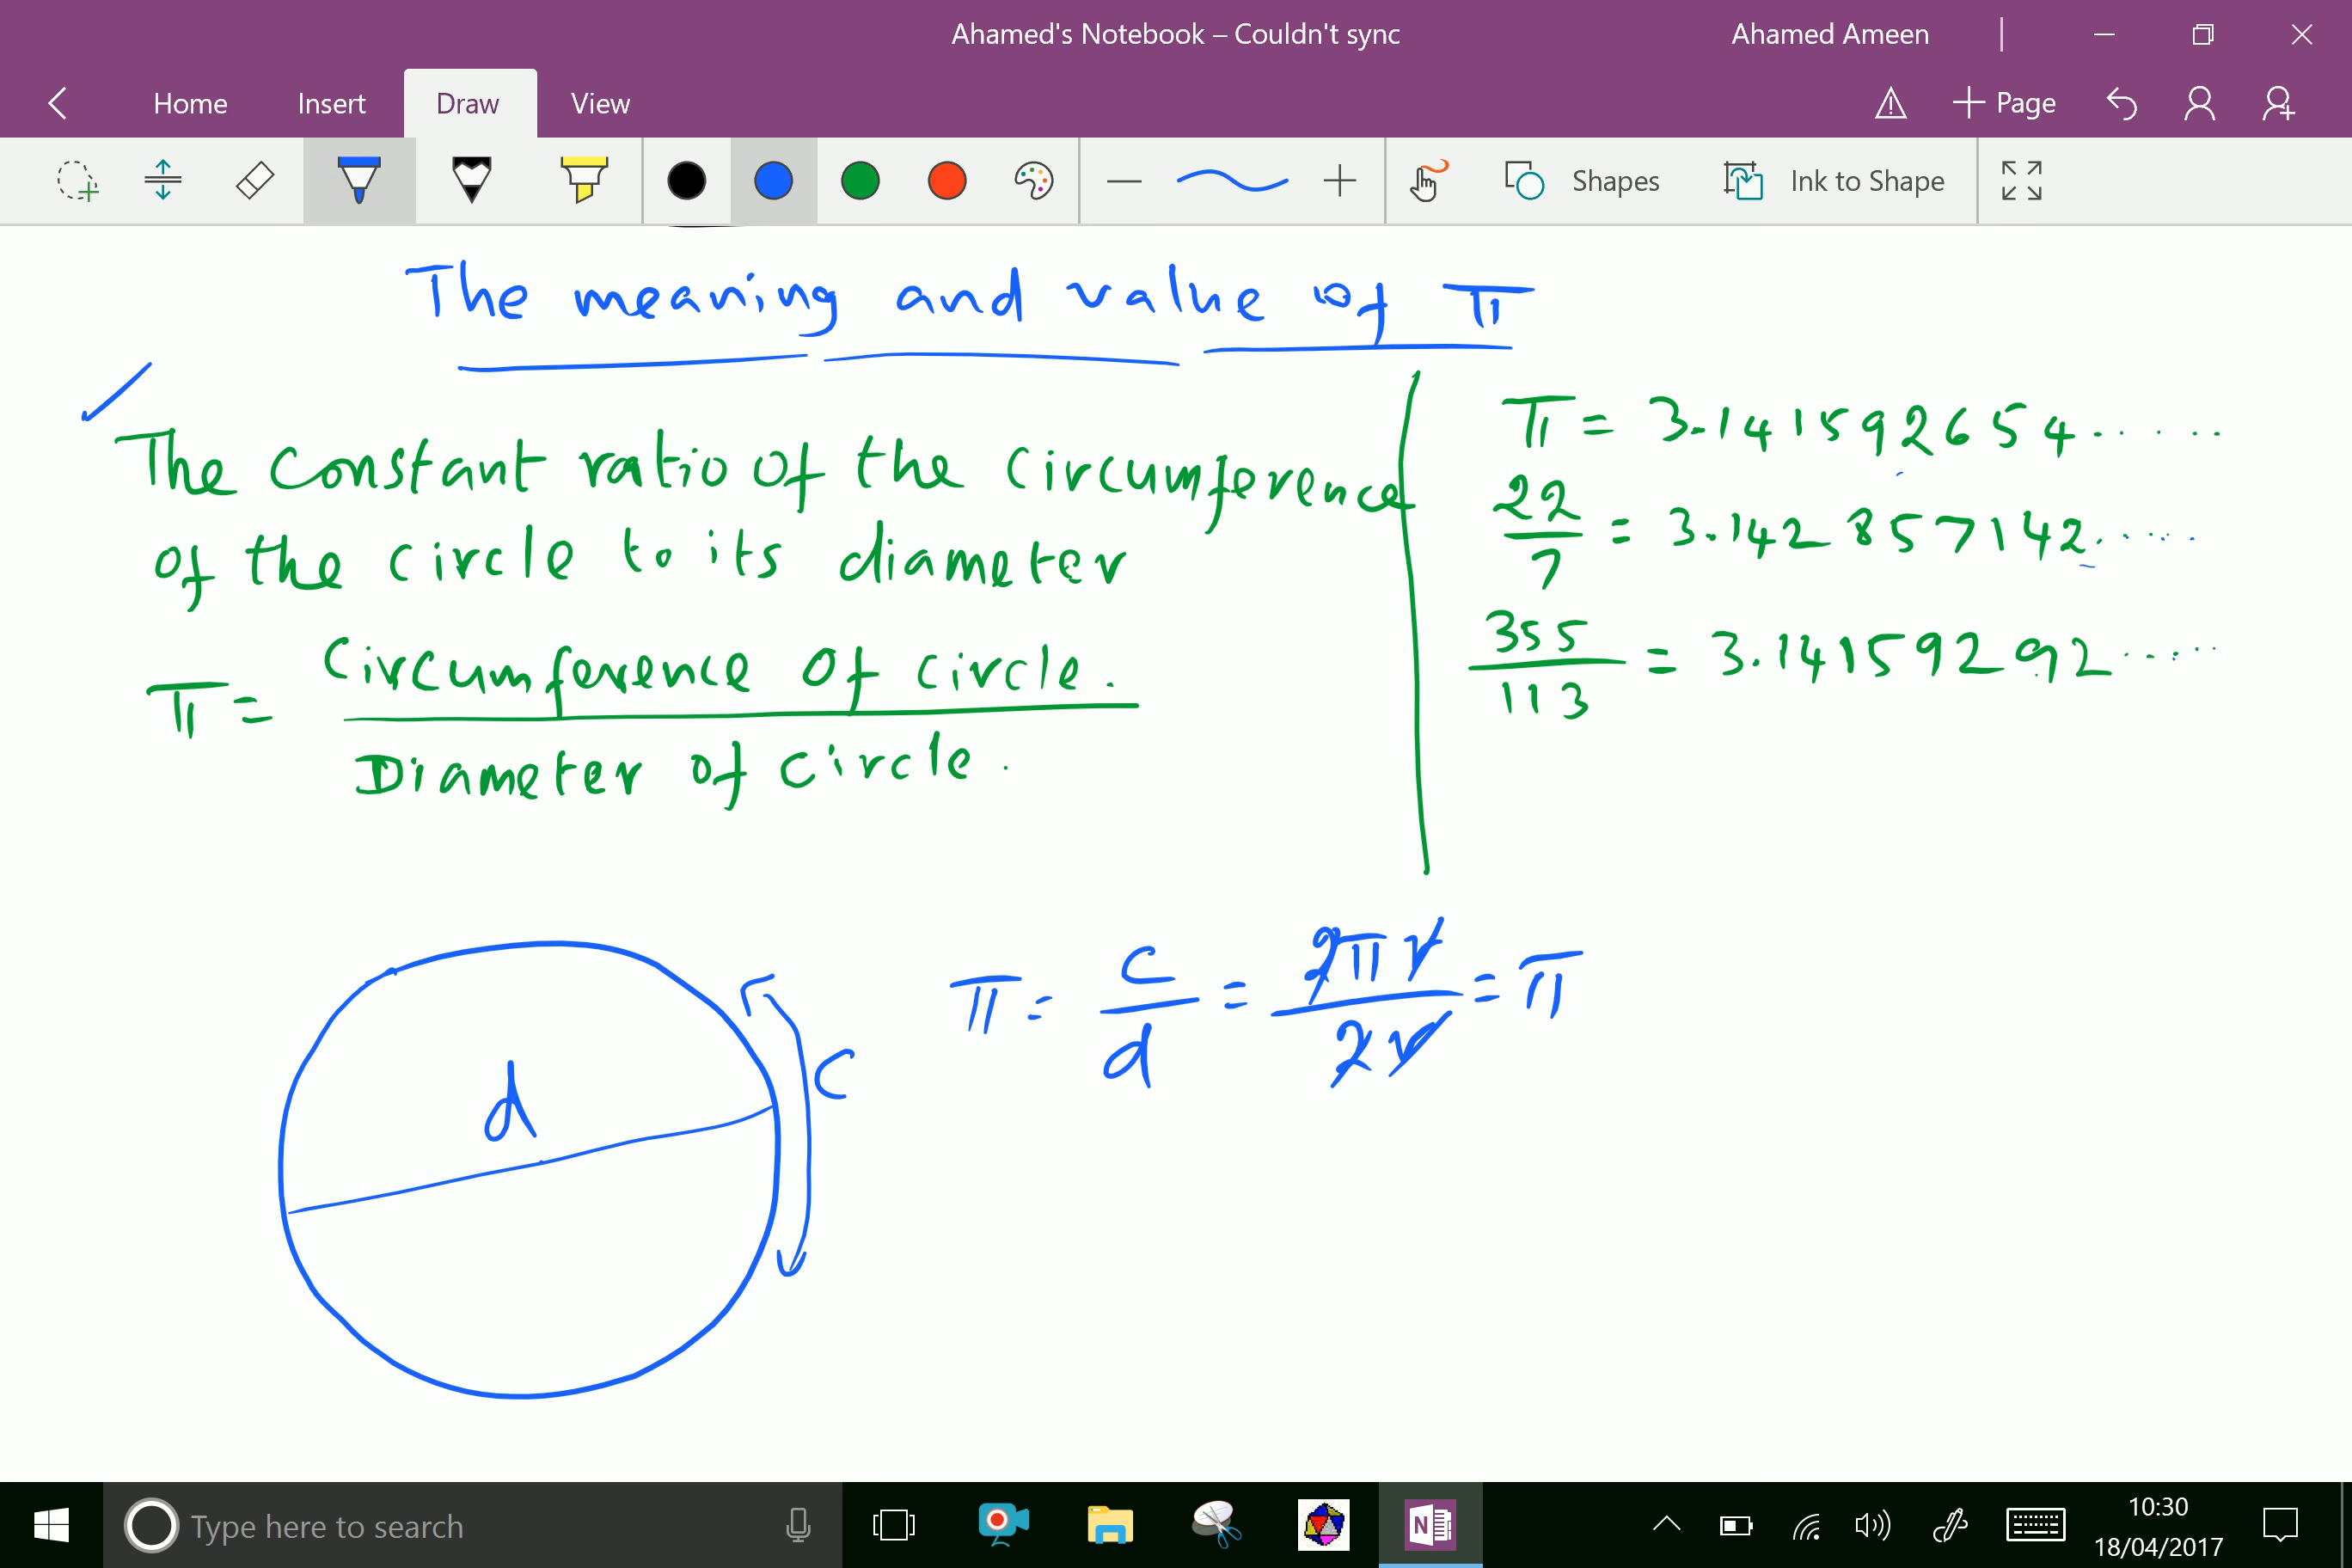 Ahamed's Notebook – Couldn't sync
Ahamed Ameen
Home Insert Draw View
Page
Shapes Ink to Shape
The meaning and value of π
The constant ratio of the circumference
of the circle to its diameter
π = Circumference of circle.
Diameter of circle.
π = 3.141592654......
22/7 = 3.142857142.....
355/113 = 3.14159292.....
d
C
π = c/d = 2πr/2r = π
Type here to search
N
10:30
18/04/2017